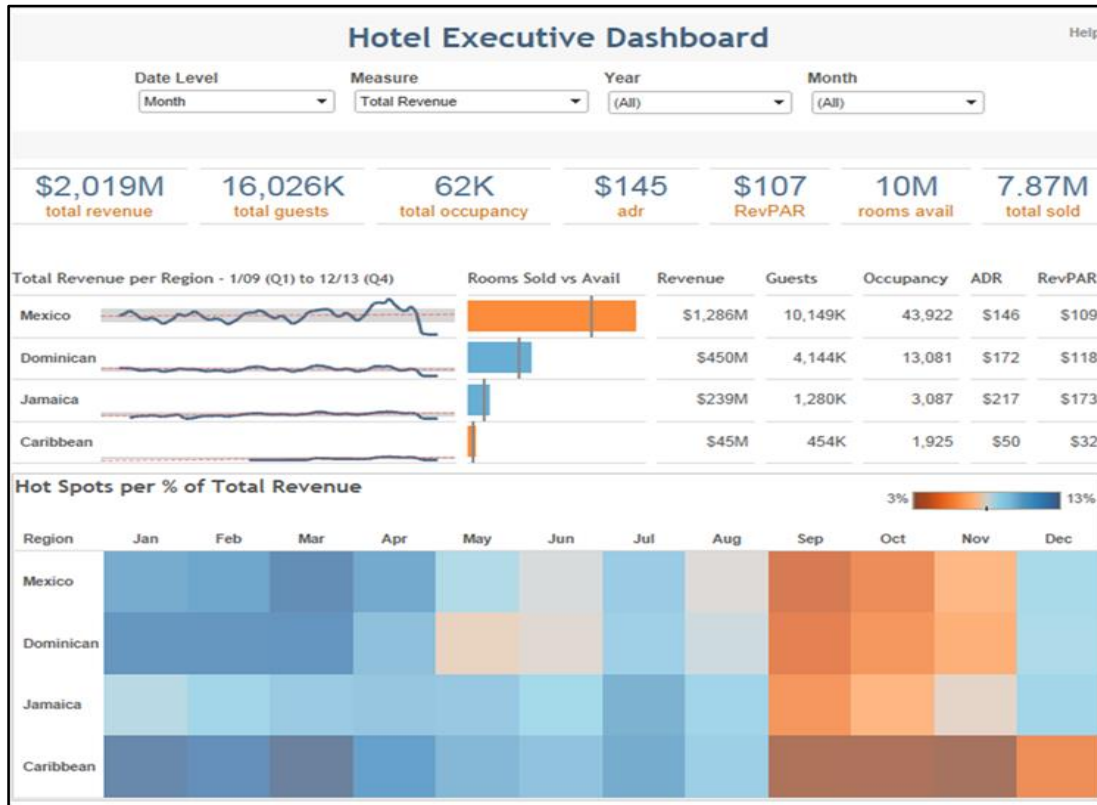 Hotel Executive Dashboard
Help
Date Level Measure Year Month
Month Total Revenue (All) (All)
$2,019M 16,026K 62K $145 $107 10M 7.87M
total revenue total guests total occupancy adr RevPAR rooms avail total sold
Total Revenue per Region - 1/09 (Q1) to 12/13 (Q4) Rooms Sold vs Avail Revenue Guests Occupancy ADR RevPAR
Mexico $1,286M 10,149K 43,922 $146 $109
Dominican $450M 4,144K 13,081 $172 $118
Jamaica $239M 1,280K 3,087 $217 $173
Caribbean $45M 454K 1,925 $50 $32
Hot Spots per % of Total Revenue
3% 13%
Region Jan Feb Mar Apr May Jun Jul Aug Sep Oct Nov Dec
Mexico
Dominican
Jamaica
Caribbean